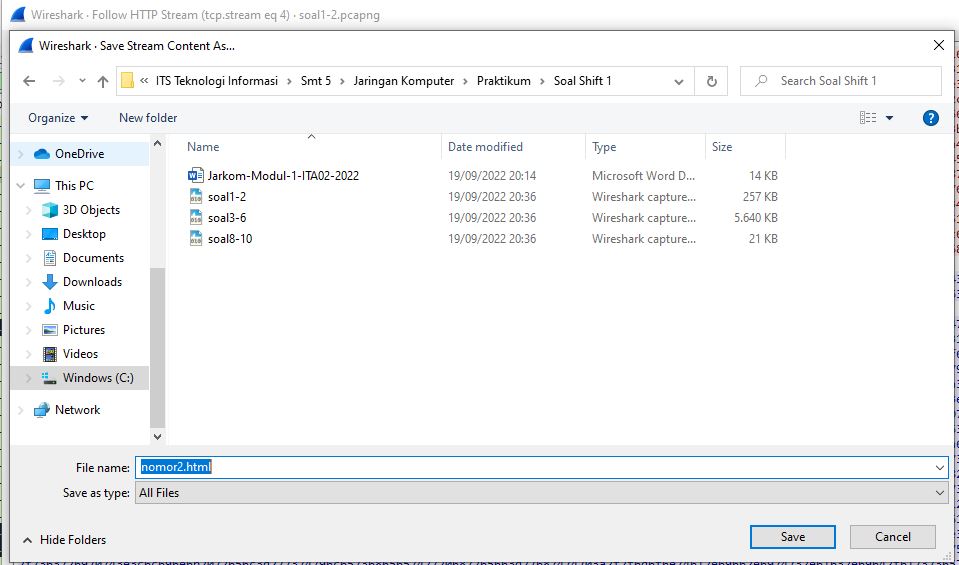 Wireshark · Follow HTTP Stream (tcp.stream eq 4) · soal1-2.pcapng
Wireshark · Save Stream Content As...
« ITS Teknologi Informasi > Smt 5 > Jaringan Komputer > Praktikum > Soal Shift 1
Search Soal Shift 1
Organize New folder
OneDrive
This PC
3D Objects
Desktop
Documents
Downloads
Music
Pictures
Videos
Windows (C:)
Network
Name Date modified Type Size
Jarkom-Modul-1-ITA02-2022 19/09/2022 20:14 Microsoft Word D... 14 KB
soal1-2 19/09/2022 20:36 Wireshark capture... 257 KB
soal3-6 19/09/2022 20:36 Wireshark capture... 5.640 KB
soal8-10 19/09/2022 20:36 Wireshark capture... 21 KB
File name: nomor2.html
Save as type: All Files
Hide Folders
Save Cancel